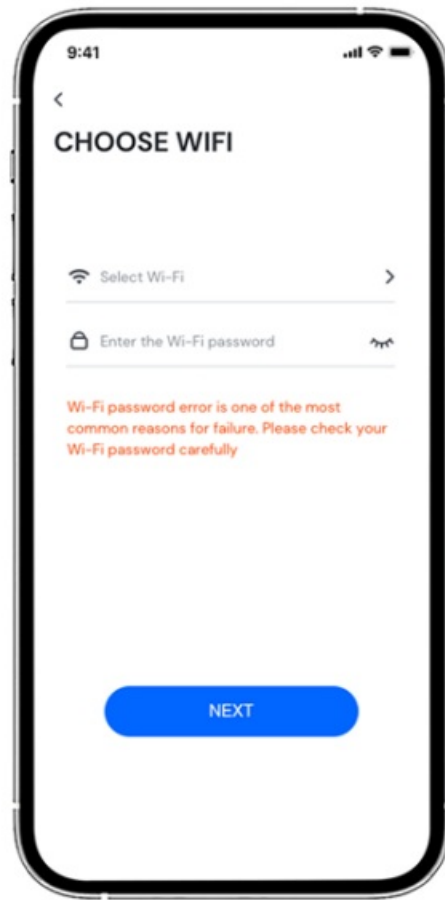 9:41
CHOOSE WIFI
Select Wi-Fi
Enter the Wi-Fi password
Wi-Fi password error is one of the most
common reasons for failure. Please check your
Wi-Fi password carefully
NEXT